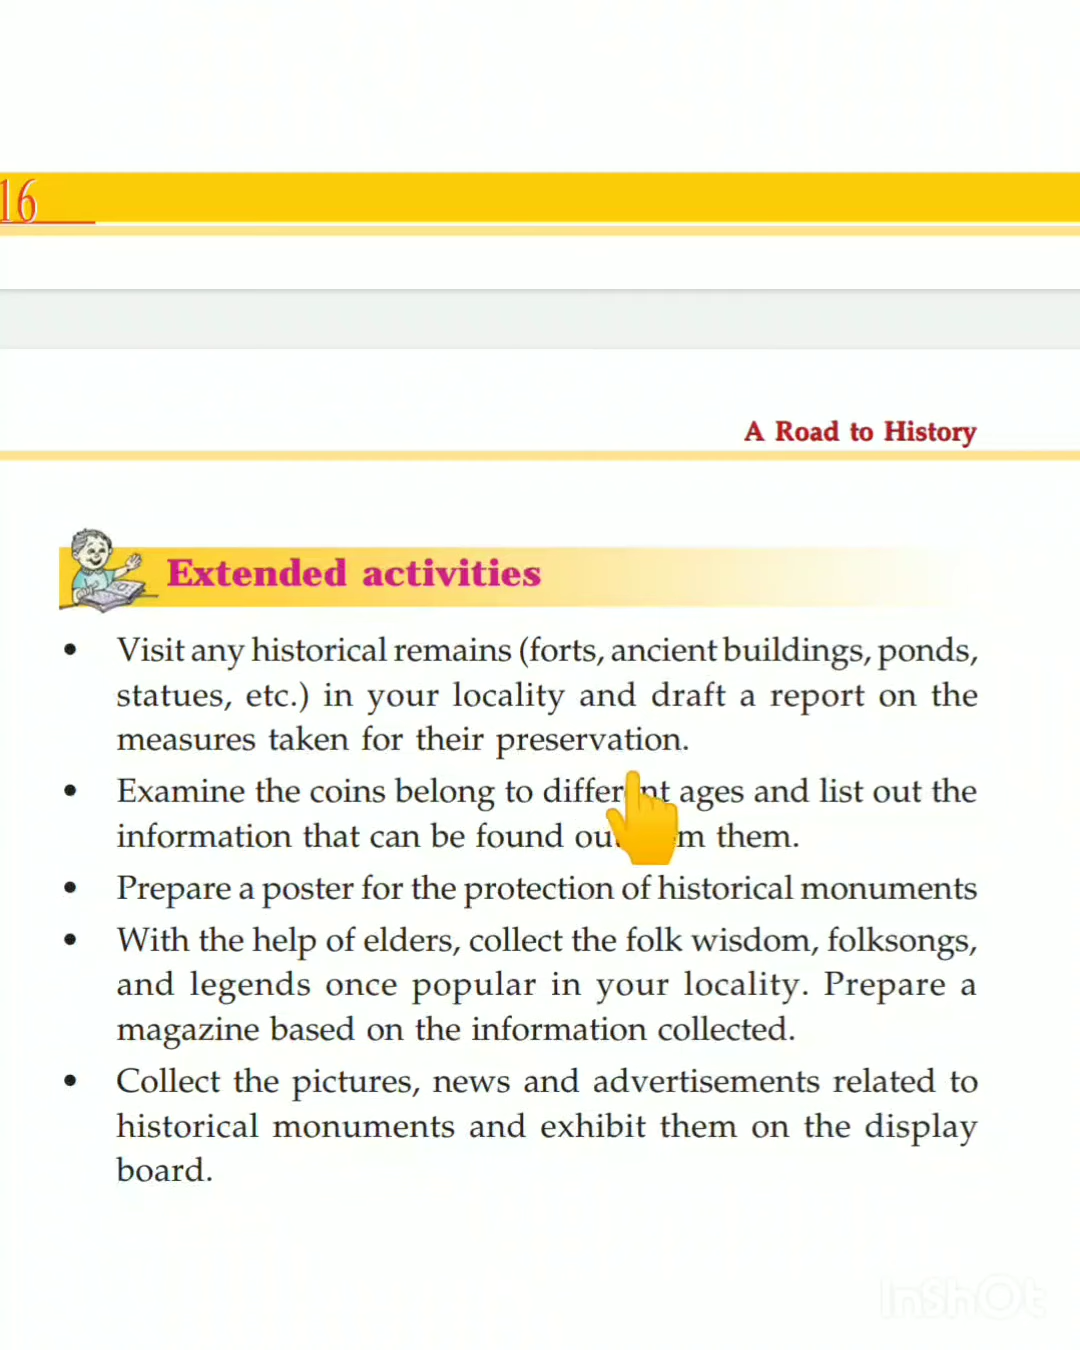 16
A Road to History
Extended activities
• Visit any historical remains (forts, ancient buildings, ponds,
statues, etc.) in your locality and draft a report on the
measures taken for their preservation.
• Examine the coins belong to different ages and list out the
information that can be found out from them.
• Prepare a poster for the protection of historical monuments
• With the help of elders, collect the folk wisdom, folksongs,
and legends once popular in your locality. Prepare a
magazine based on the information collected.
• Collect the pictures, news and advertisements related to
historical monuments and exhibit them on the display
board.
InShOt